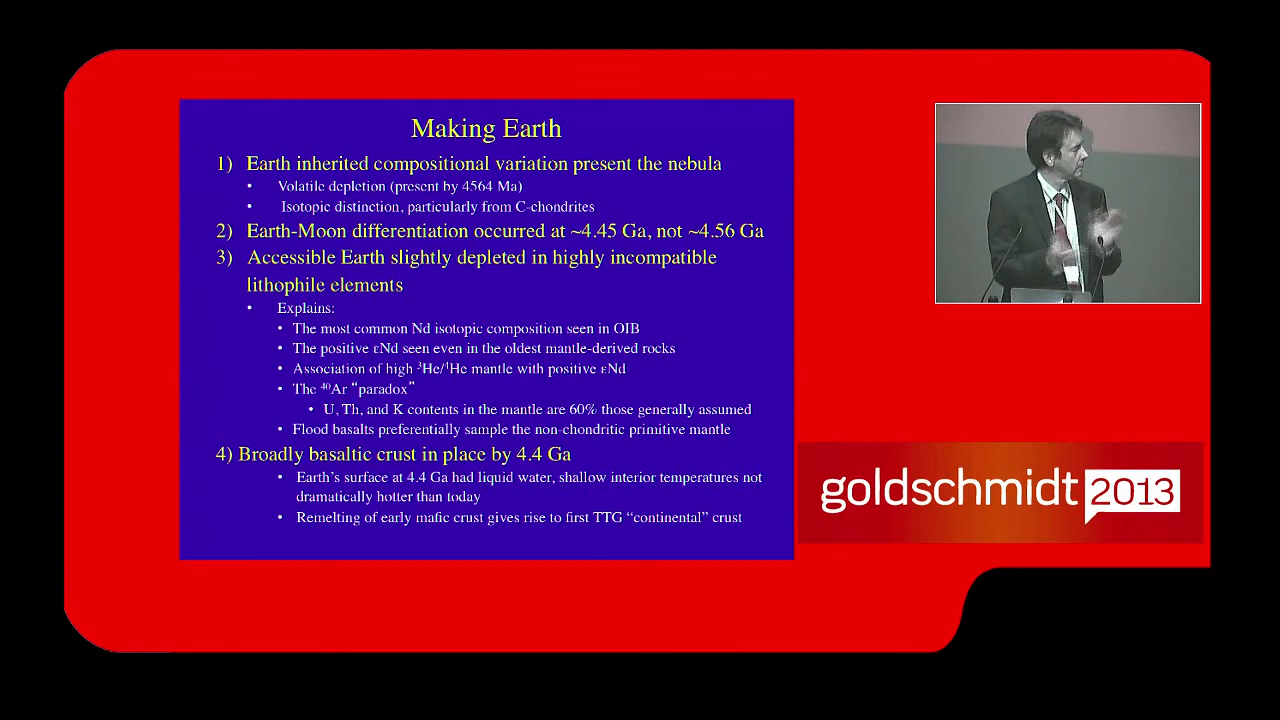 Making Earth
1) Earth inherited compositional variation present the nebula
• Volatile depletion (present by 4564 Ma)
• Isotopic distinction, particularly from C-chondrites
2) Earth-Moon differentiation occurred at ~4.45 Ga, not ~4.56 Ga
3) Accessible Earth slightly depleted in highly incompatible
lithophile elements
• Explains:
• The most common Nd isotopic composition seen in OIB
• The positive εNd seen even in the oldest mantle-derived rocks
• Association of high ³He/⁴He mantle with positive εNd
• The ⁴⁰Ar “paradox”
• U, Th, and K contents in the mantle are 60% those generally assumed
• Flood basalts preferentially sample the non-chondritic primitive mantle
4) Broadly basaltic crust in place by 4.4 Ga
• Earth's surface at 4.4 Ga had liquid water, shallow interior temperatures not
dramatically hotter than today
• Remelting of early mafic crust gives rise to first TTG “continental” crust
goldschmidt 2013